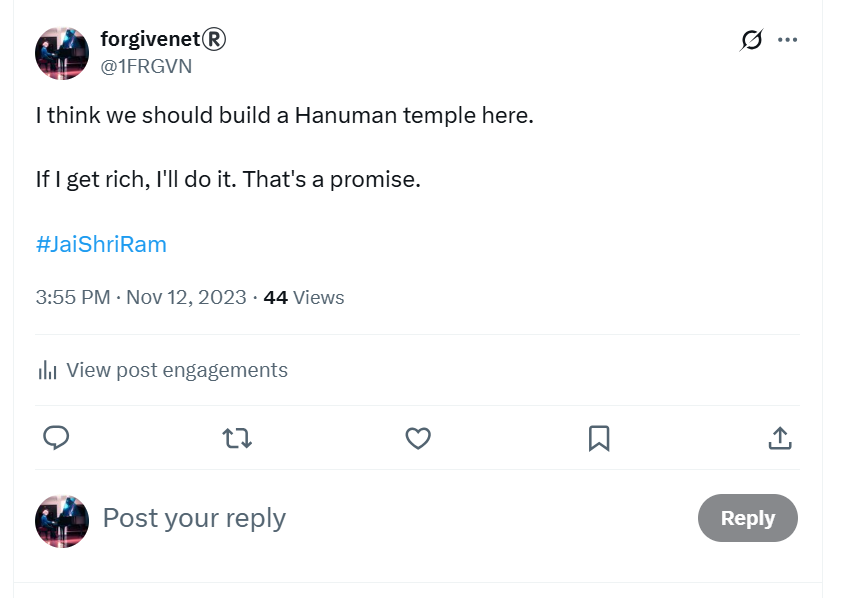 forgivenet®
@1FRGVN
I think we should build a Hanuman temple here.
If I get rich, I'll do it. That's a promise.
#JaiShriRam
3:55 PM · Nov 12, 2023 · 44 Views
View post engagements
Post your reply
Reply